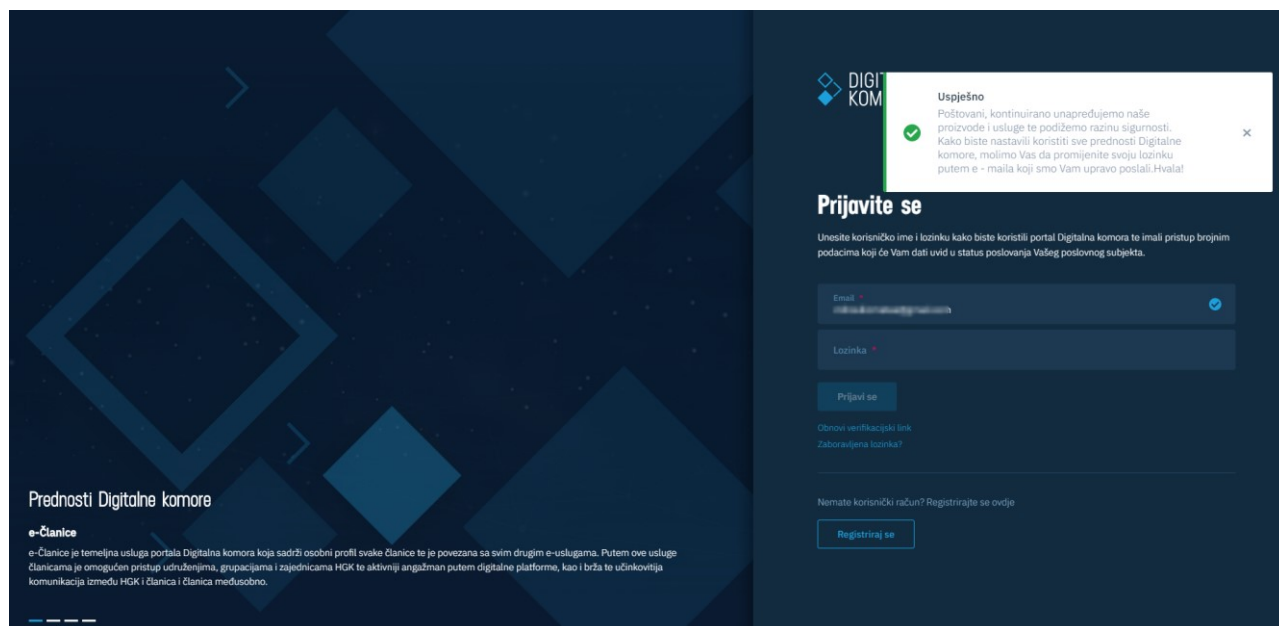 DIGIT
KOM
Uspješno
Poštovani, kontinuirano unapređujemo naše
proizvode i usluge te podižemo razinu sigurnosti.
Kako biste nastavili koristiti sve prednosti Digitalne
komore, molimo Vas da promijenite svoju lozinku
putem e - maila koji smo Vam upravo poslali.Hvala!
Prijavite se
Unesite korisničko ime i lozinku kako biste koristili portal Digitalna komora te imali pristup brojnim
podacima koji će Vam dati uvid u status poslovanja Vašeg poslovnog subjekta.
Email *
Lozinka *
Prijavi se
Obnovi verifikacijski link
Zaboravljena lozinka?
Nemate korisnički račun? Registrirajte se ovdje
Registriraj se
Prednosti Digitalne komore
e-Članice
e-Članice je temeljna usluga portala Digitalna komora koja sadrži osobni profil svake članice te je povezana sa svim drugim e-uslugama. Putem ove usluge
članicama je omogućen pristup udruženjima, grupacijama i zajednicama HGK te aktivniji angažman putem digitalne platforme, kao i brža te učinkovitija
komunikacija između HGK i članica i članica međusobno.